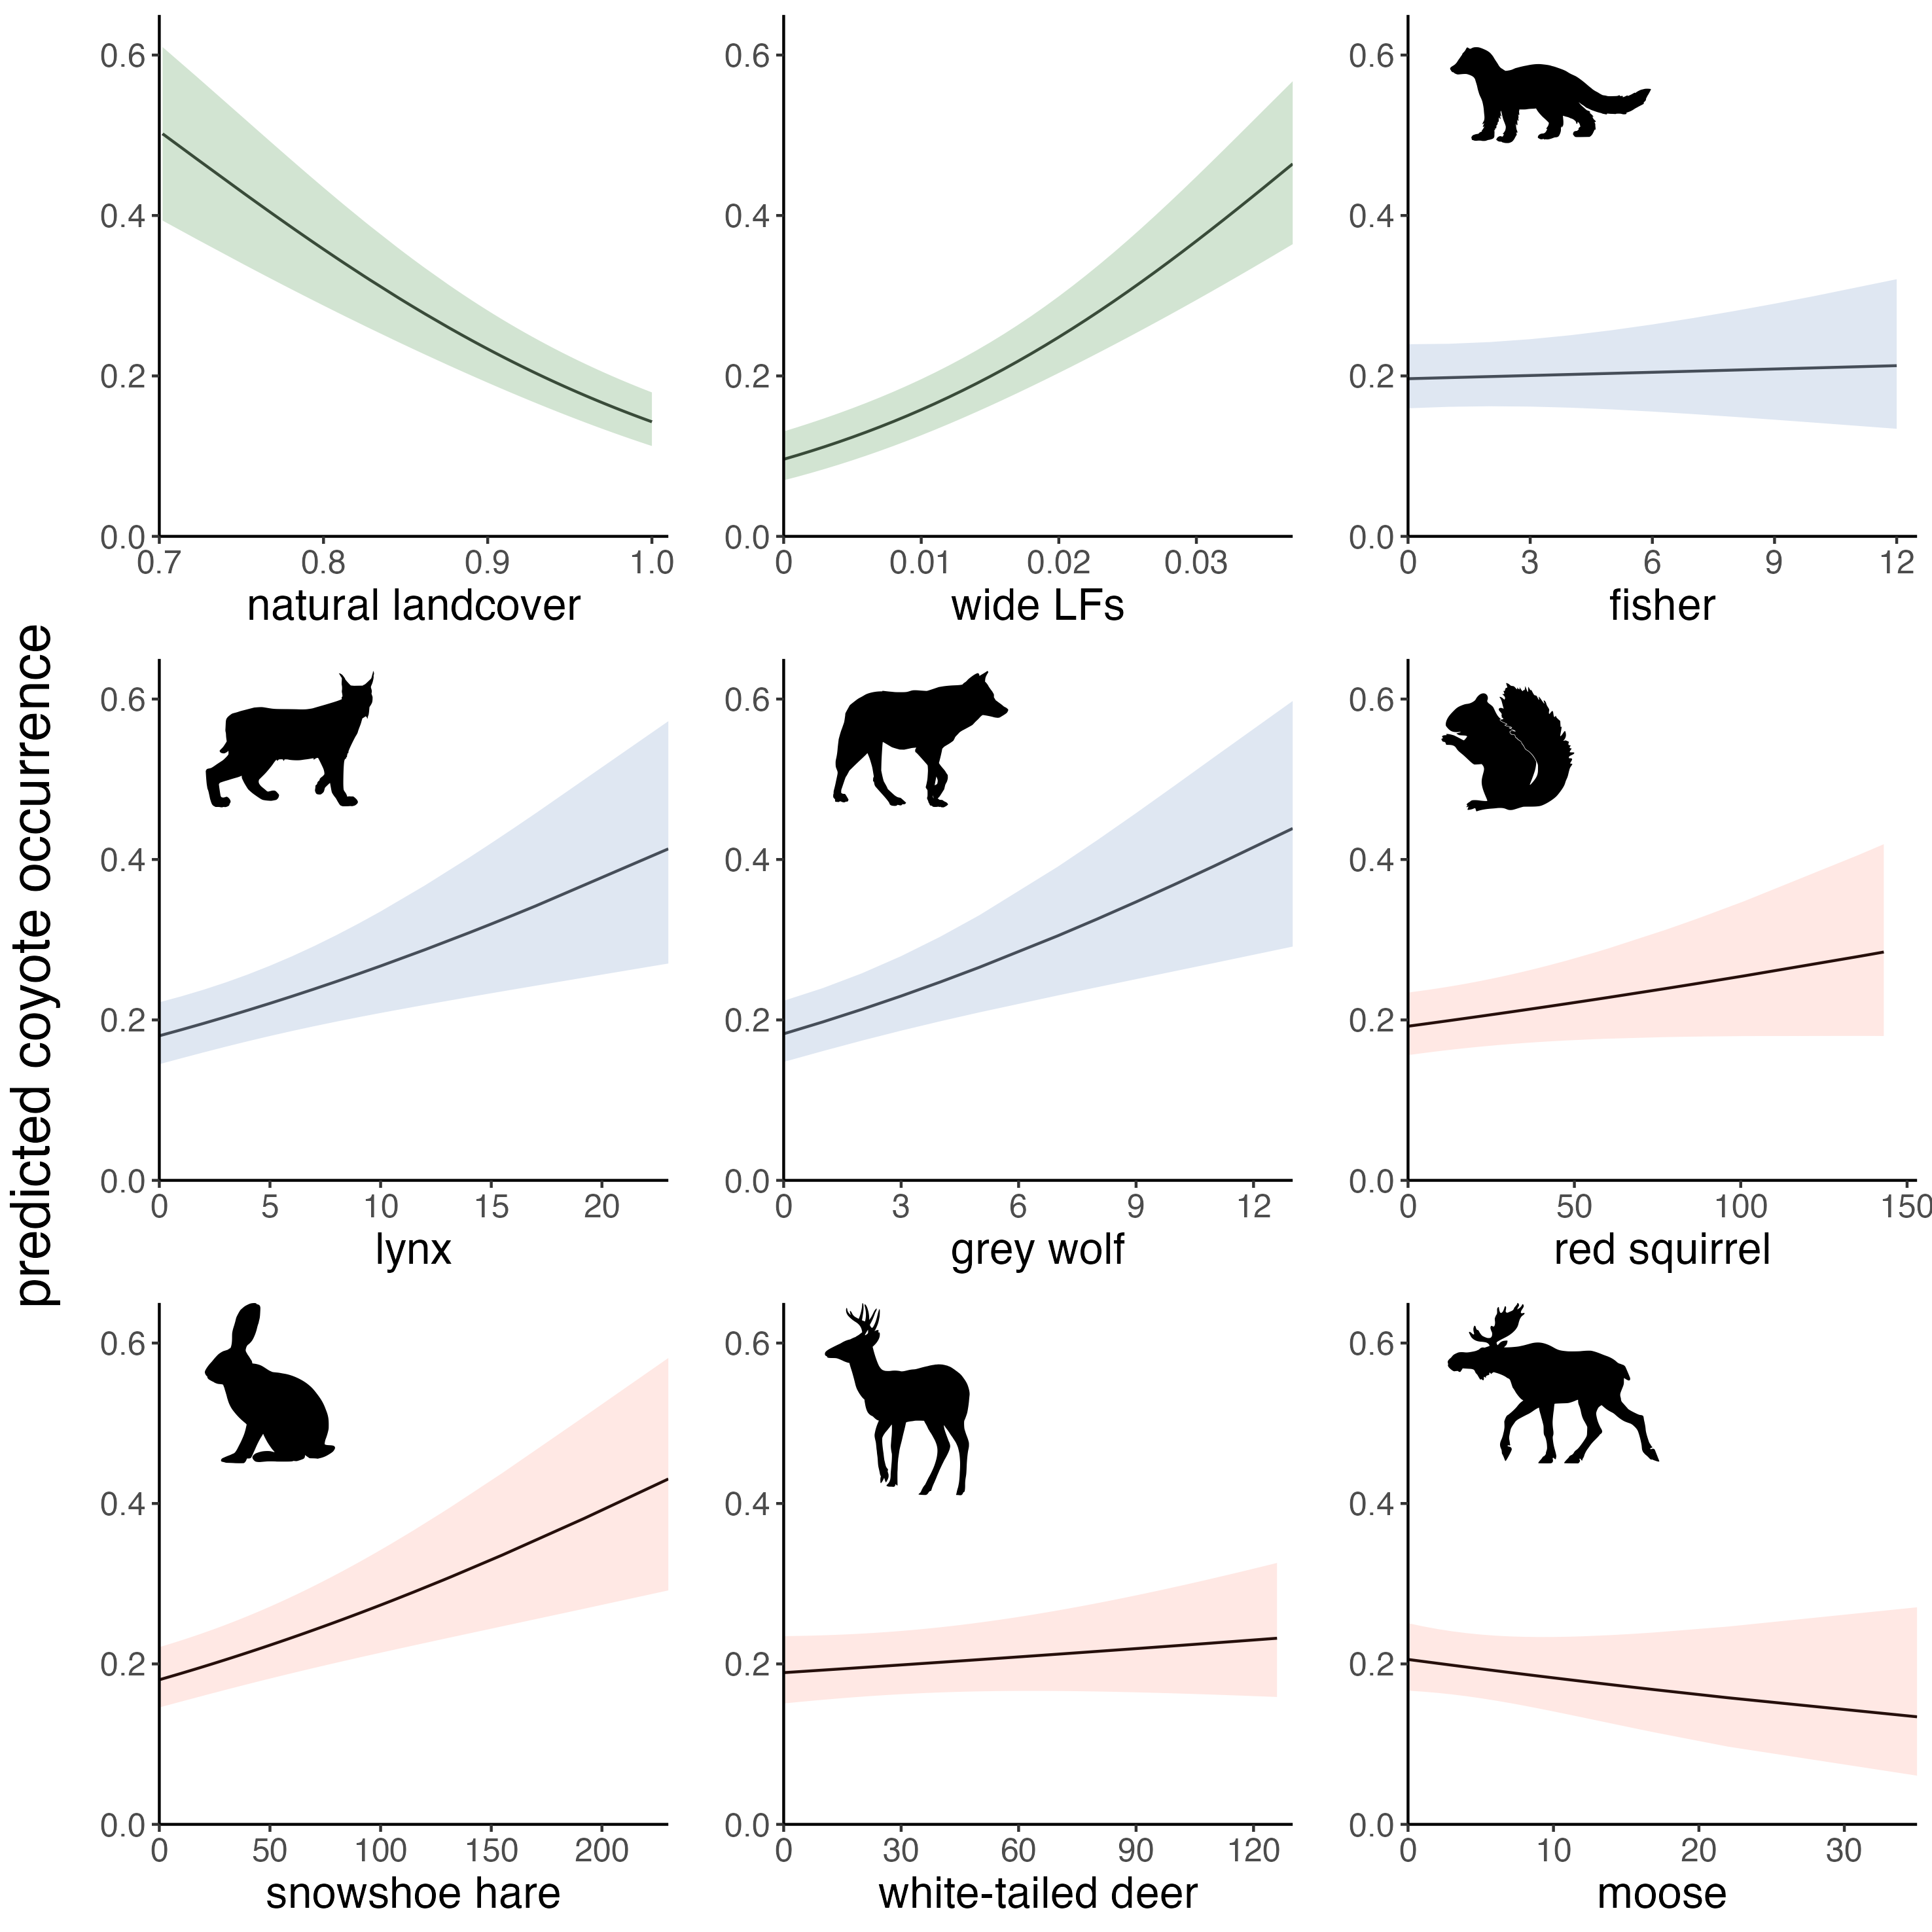 predicted coyote occurrence
0.6
0.4
0.2
0.0
0.7 0.8 0.9 1.0
natural landcover
0.6
0.4
0.2
0.0
0 0.01 0.02 0.03
wide LFs
0.6
0.4
0.2
0.0
0 3 6 9 12
fisher
0.6
0.4
0.2
0.0
0 5 10 15 20
lynx
0.6
0.4
0.2
0.0
0 3 6 9 12
grey wolf
0.6
0.4
0.2
0.0
0 50 100 150
red squirrel
0.6
0.4
0.2
0.0
0 50 100 150 200
snowshoe hare
0.6
0.4
0.2
0.0
0 30 60 90 120
white-tailed deer
0.6
0.4
0.2
0.0
0 10 20 30
moose